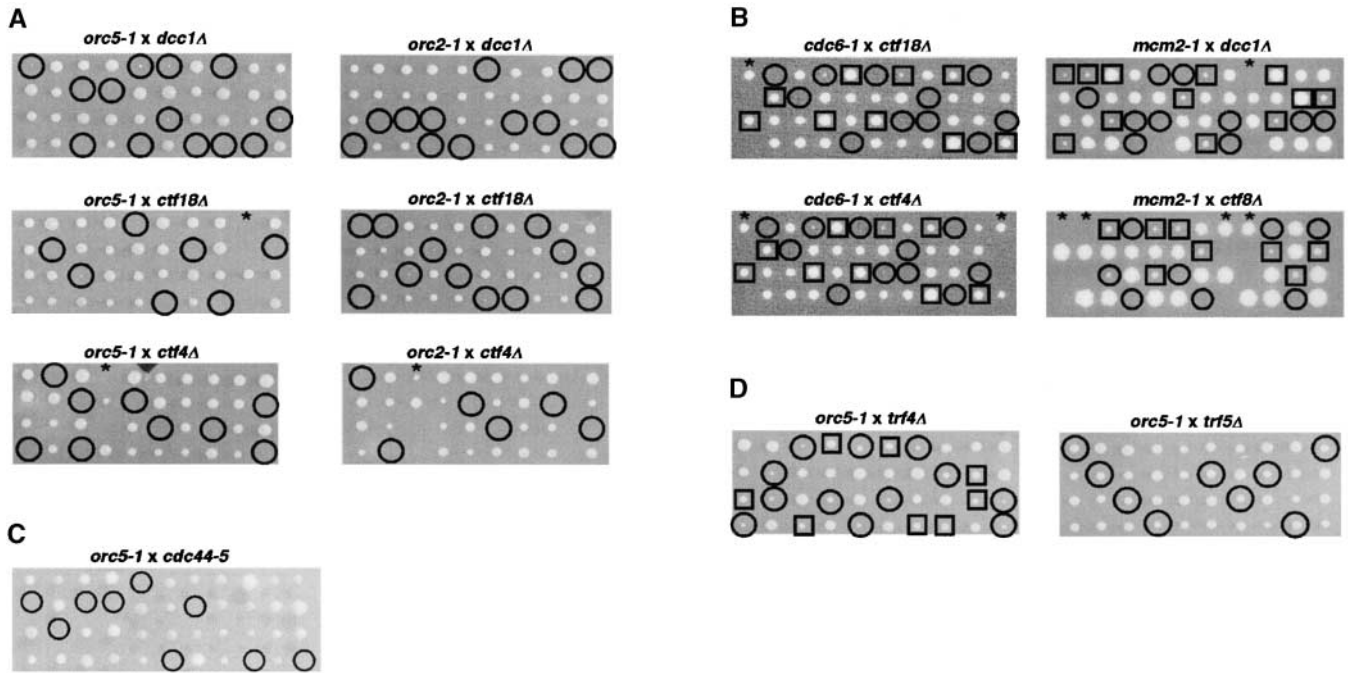 A
orc5-1 x dcc1Δ
orc2-1 x dcc1Δ
orc5-1 x ctf18Δ
*
orc2-1 x ctf18Δ
orc5-1 x ctf4Δ
*
orc2-1 x ctf4Δ
*
B
cdc6-1 x ctf18Δ
*
mcm2-1 x dcc1Δ
*
cdc6-1 x ctf4Δ
* *
mcm2-1 x ctf8Δ
* * * *
C
orc5-1 x cdc44-5
D
orc5-1 x trf4Δ
orc5-1 x trf5Δ